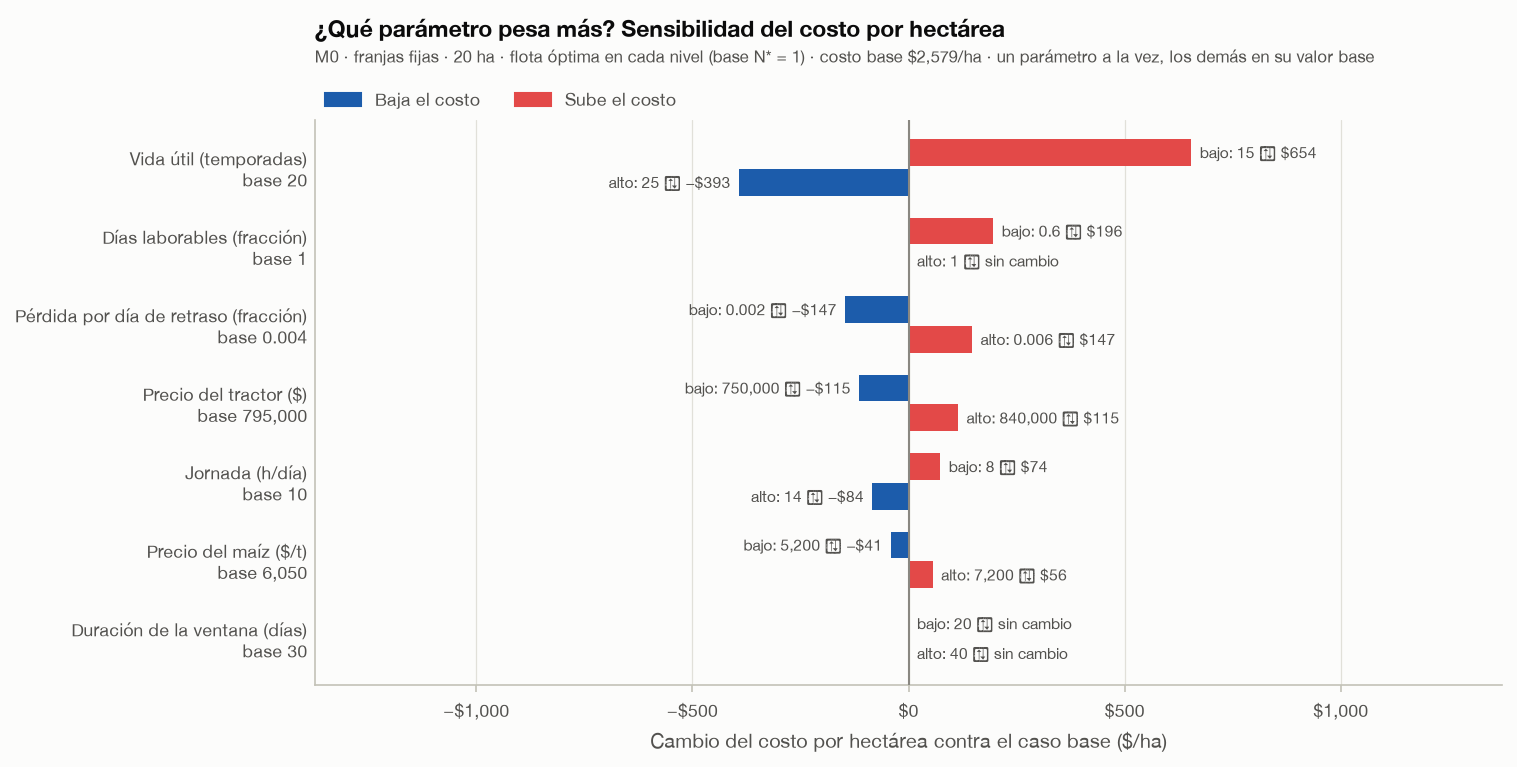 ¿Qué parámetro pesa más? Sensibilidad del costo por hectárea
M0 · franjas fijas · 20 ha · flota óptima en cada nivel (base N* = 1) · costo base $2,579/ha · un parámetro a la vez, los demás en su valor base
Baja el costo
Sube el costo
Vida útil (temporadas)
base 20
bajo: 15 $654
alto: 25 −$393
Días laborables (fracción)
base 1
bajo: 0.6 $196
alto: 1 sin cambio
Pérdida por día de retraso (fracción)
base 0.004
bajo: 0.002 −$147
alto: 0.006 $147
Precio del tractor ($)
base 795,000
bajo: 750,000 −$115
alto: 840,000 $115
Jornada (h/día)
base 10
bajo: 8 $74
alto: 14 −$84
Precio del maíz ($/t)
base 6,050
bajo: 5,200 −$41
alto: 7,200 $56
Duración de la ventana (días)
base 30
bajo: 20 sin cambio
alto: 40 sin cambio
−$1,000
−$500
$0
$500
$1,000
Cambio del costo por hectárea contra el caso base ($/ha)